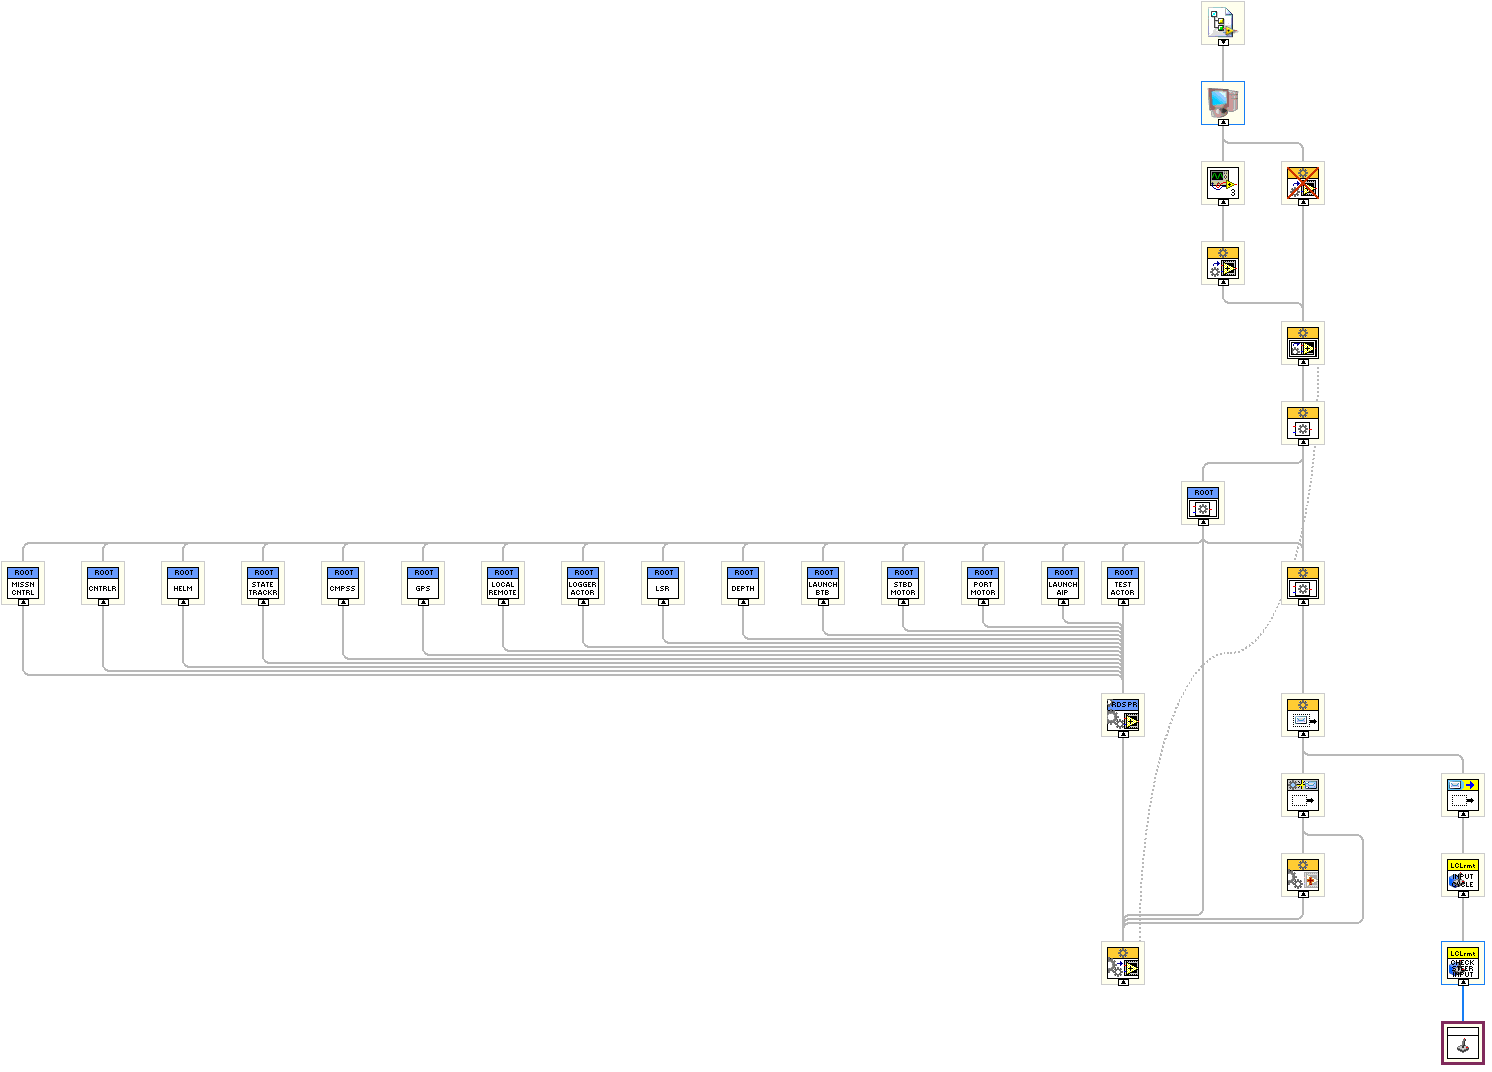 3
ROOT
ROOT
MISSN
CNTRL
ROOT
CNTRLR
ROOT
HELM
ROOT
STATE
TRACKR
ROOT
CMPSS
ROOT
GPS
ROOT
LOCAL
REMOTE
ROOT
LOGGER
ACTOR
ROOT
LSR
ROOT
DEPTH
ROOT
LAUNCH
BTB
ROOT
STBD
MOTOR
ROOT
PORT
MOTOR
ROOT
LAUNCH
AIP
ROOT
TEST
ACTOR
RDSPR
LCLrmt
INPUT
CYCLE
LCLrmt
CHECK
STEER
INPUT